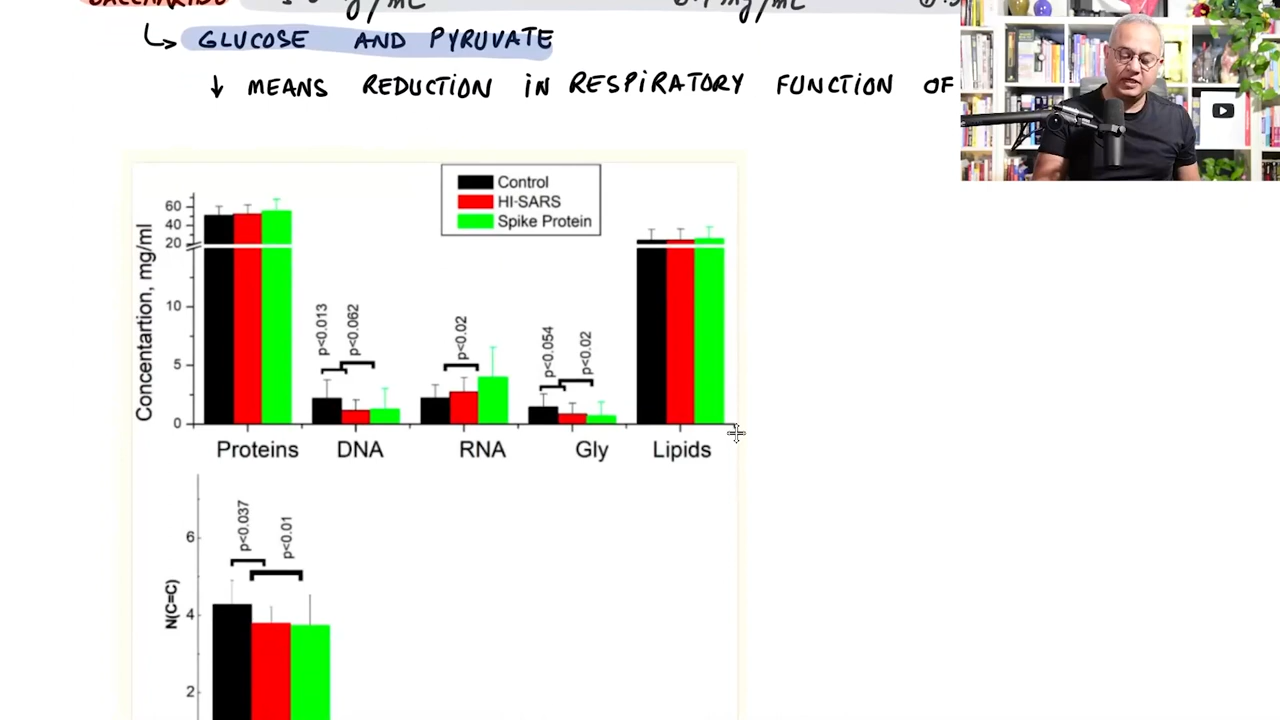 GLUCOSE AND PYRUVATE
↓ MEANS REDUCTION iN RESPiRATORY FUNCTION OF
Control
HI-SARS
Spike Protein
Concentartion, mg/ml
60
40
20
10
5
0
p<0.013
p<0.062
p<0.02
p<0.054
p<0.02
Proteins DNA RNA Gly Lipids
N(C=C)
6
4
2
p<0.037
p<0.01